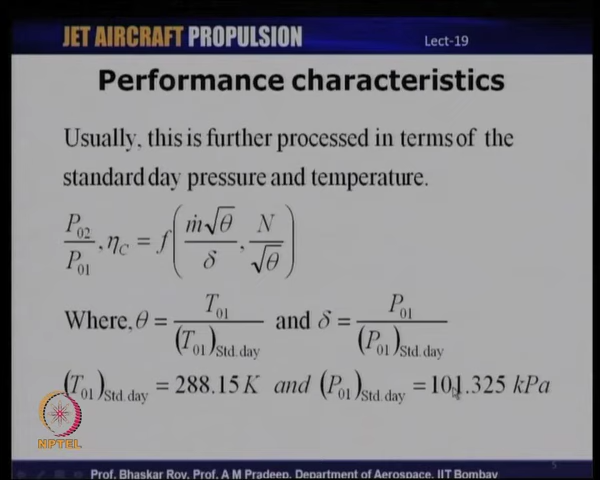 JET AIRCRAFT PROPULSION
Lect-19
Performance characteristics
Usually, this is further processed in terms of the
standard day pressure and temperature.
P₀₂/P₀₁, η_C = f(ṁ√θ/δ, N/√θ)
Where, θ = T₀₁/(T₀₁)Std.day and δ = P₀₁/(P₀₁)Std.day
(T₀₁)Std.day = 288.15 K and (P₀₁)Std.day = 101.325 kPa
NPTEL
5
Prof. Bhaskar Roy, Prof. A M Pradeep, Department of Aerospace, IIT Bombay